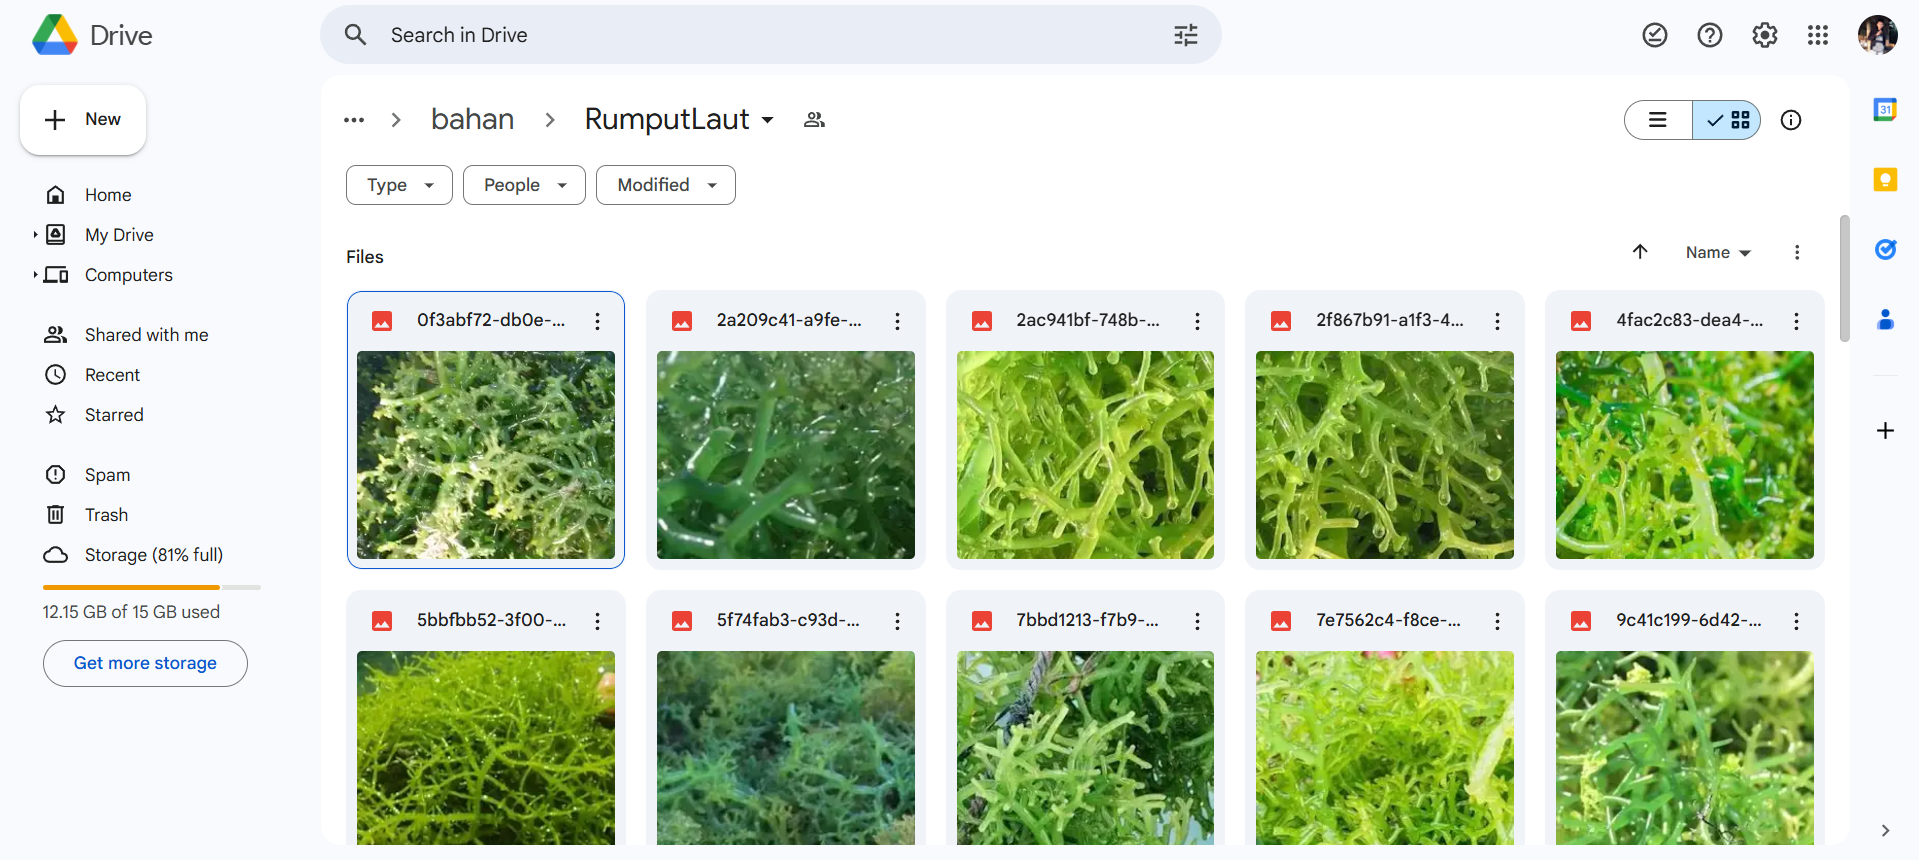 Drive
Search in Drive
New
bahan
RumputLaut
Type
People
Modified
Home
My Drive
Computers
Shared with me
Recent
Starred
Spam
Trash
Storage (81% full)
12.15 GB of 15 GB used
Get more storage
Files
Name
0f3abf72-db0e-...
2a209c41-a9fe-...
2ac941bf-748b-...
2f867b91-a1f3-4...
4fac2c83-dea4-...
5bbfbb52-3f00-...
5f74fab3-c93d-...
7bbd1213-f7b9-...
7e7562c4-f8ce-...
9c41c199-6d42-...
31